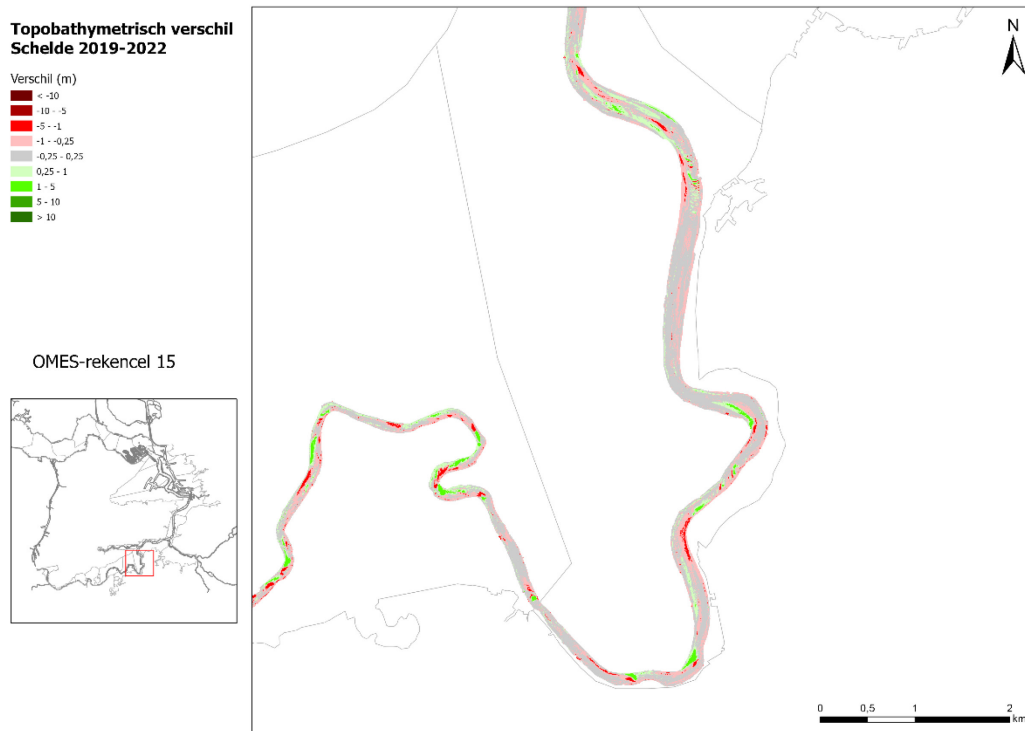 Topobathymetrisch verschil
Schelde 2019-2022
Verschil (m)
< -10
-10 - -5
-5 - -1
-1 - -0,25
-0,25 - 0,25
0,25 - 1
1 - 5
5 - 10
> 10
OMES-rekencel 15
N
0 0,5 1 2
km